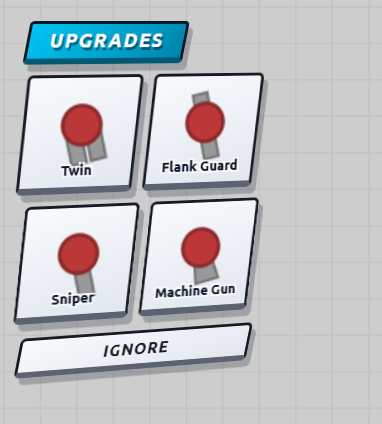 UPGRADES
Twin
Flank Guard
Sniper
Machine Gun
IGNORE